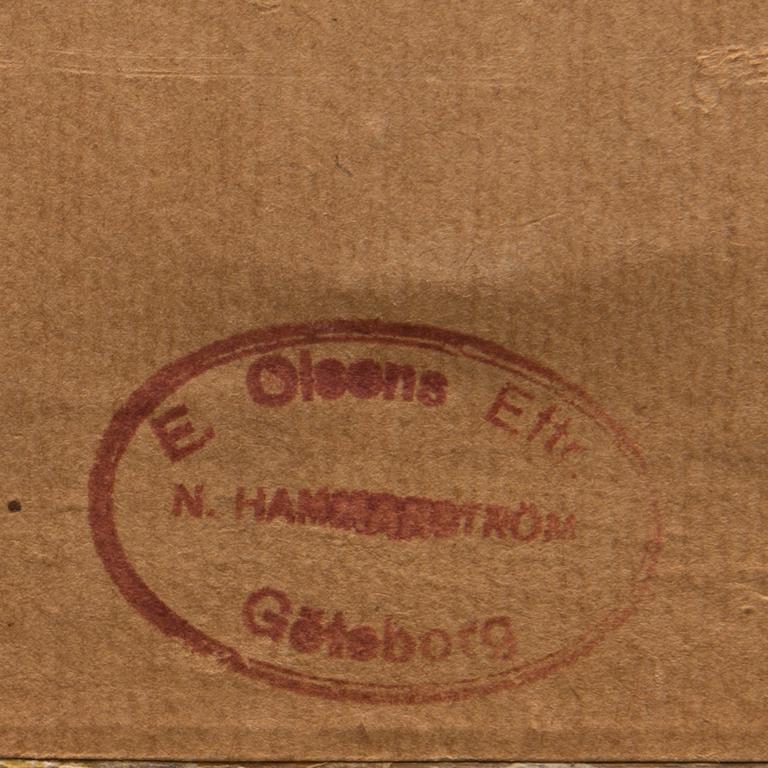 E Olsens Eftr.
N. HAMMARSTRÖM
Göteborg